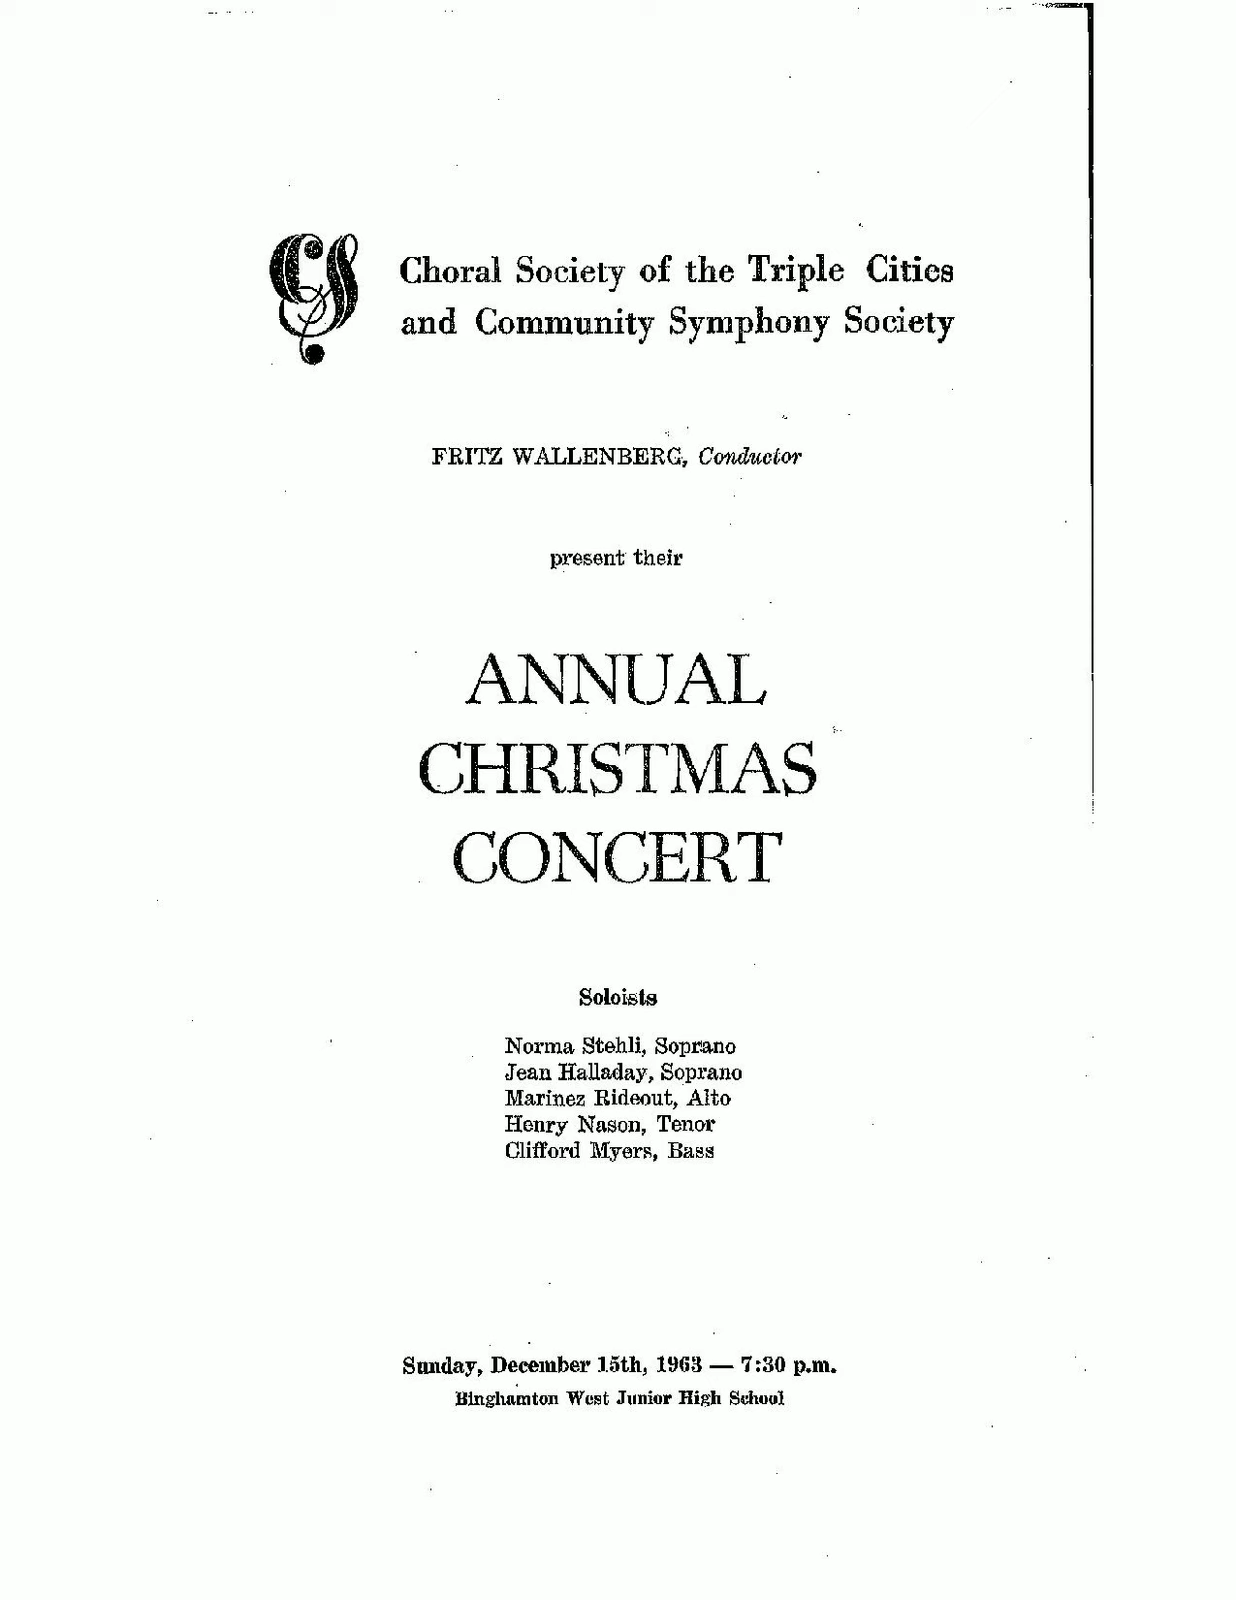 CS
Choral Society of the Triple Cities
and Community Symphony Society
FRITZ WALLENBERG, Conductor
present their
ANNUAL
CHRISTMAS
CONCERT
Soloists
Norma Stehli, Soprano
Jean Halladay, Soprano
Marinez Rideout, Alto
Henry Nason, Tenor
Clifford Myers, Bass
Sunday, December 15th, 1963 — 7:30 p.m.
Binghamton West Junior High School